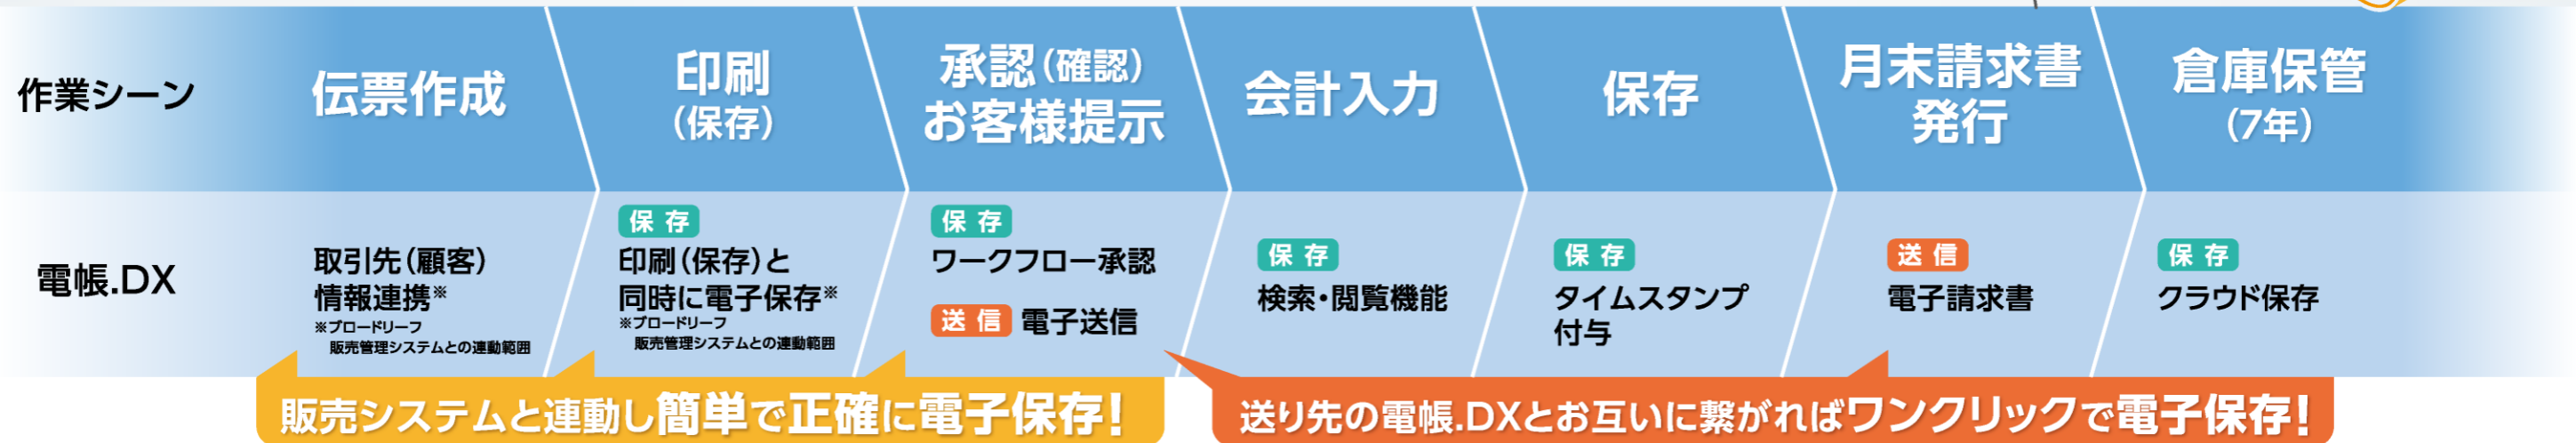 作業シーン
伝票作成
印刷
（保存）
承認（確認）
お客様提示
会計入力
保存
月末請求書
発行
倉庫保管
（7年）
電帳.DX
取引先（顧客）
情報連携※
※ブロードリーフ
販売管理システムとの連動範囲
保存
印刷（保存）と
同時に電子保存※
※ブロードリーフ
販売管理システムとの連動範囲
保存
ワークフロー承認
送信 電子送信
保存
検索・閲覧機能
保存
タイムスタンプ
付与
送信
電子請求書
保存
クラウド保存
販売システムと連動し簡単で正確に電子保存！
送り先の電帳.DXとお互いに繋がればワンクリックで電子保存！